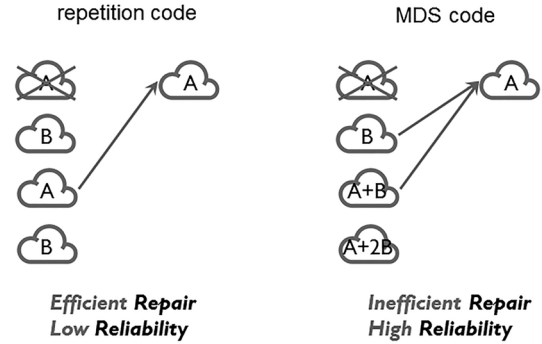 repetition code
A
A
B
A
B
Efficient Repair
Low Reliability
MDS code
A
A
B
A+B
A+2B
Inefficient Repair
High Reliability